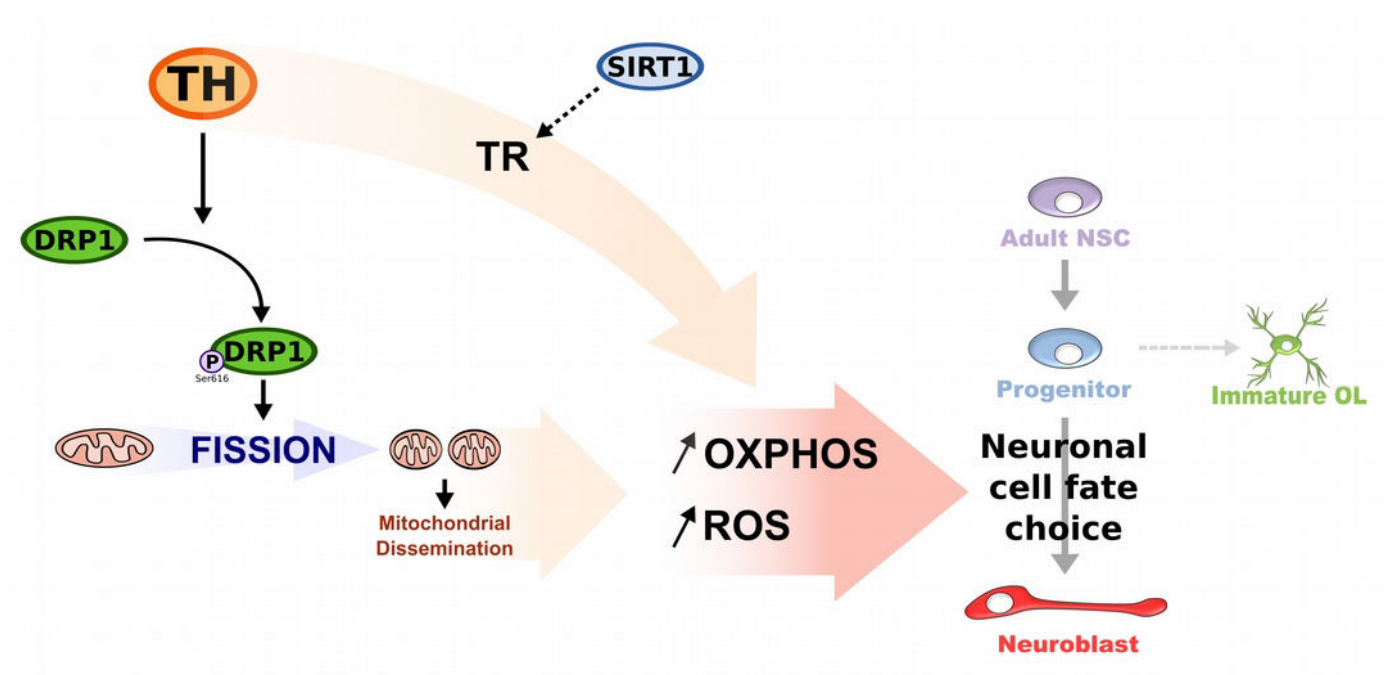 TH
SIRT1
TR
DRP1
Adult NSC
P
DRP1
Ser616
Progenitor
Immature OL
FISSION
Mitochondrial
Dissemination
OXPHOS
ROS
Neuronal
cell fate
choice
Neuroblast